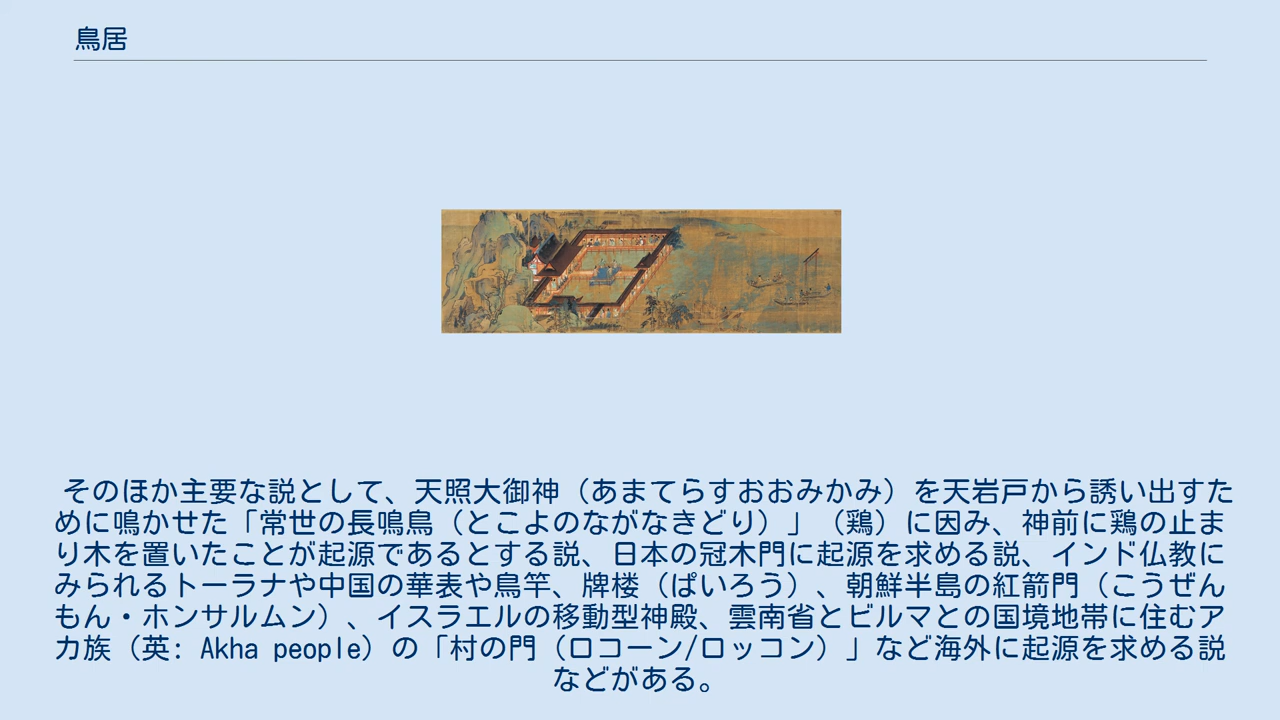 鳥居
そのほか主要な説として、天照大御神（あまてらすおおみかみ）を天岩戸から誘い出すた
めに鳴かせた「常世の長鳴鳥（とこよのながなきどり）」（鶏）に因み、神前に鶏の止ま
り木を置いたことが起源であるとする説、日本の冠木門に起源を求める説、インド仏教に
みられるトーラナや中国の華表や鳥竿、牌楼（ぱいろう）、朝鮮半島の紅箭門（こうぜん
もん・ホンサルムン）、イスラエルの移動型神殿、雲南省とビルマとの国境地帯に住むア
カ族（英: Akha people）の「村の門（ロコーン/ロッコン）」など海外に起源を求める説
などがある。